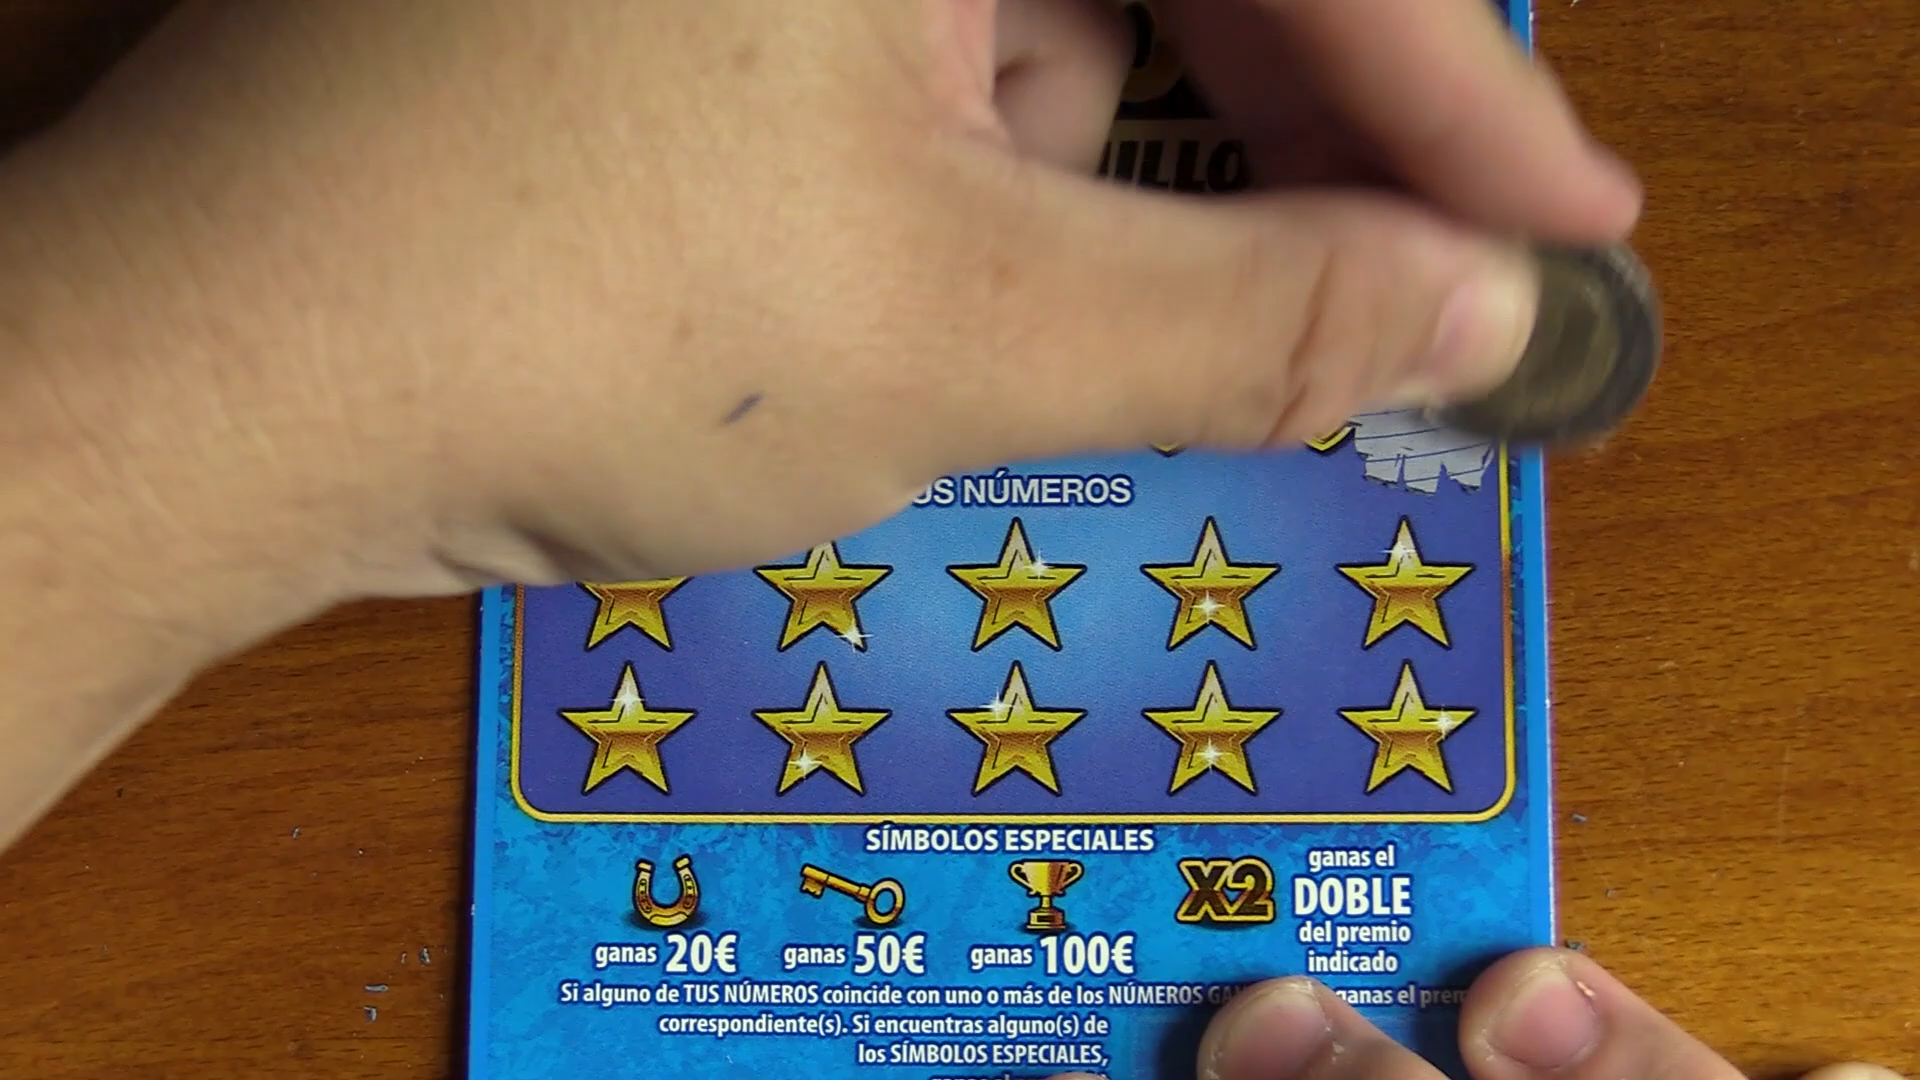 NÚMEROS
SÍMBOLOS ESPECIALES
ganas 20€
ganas 50€
ganas 100€
X2
ganas el
DOBLE
del premio
indicado
Si alguno de TUS NÚMEROS coincide con uno o más de los NÚMEROS ganas el
correspondiente(s). Si encuentras alguno(s) de
los SÍMBOLOS ESPECIALES,